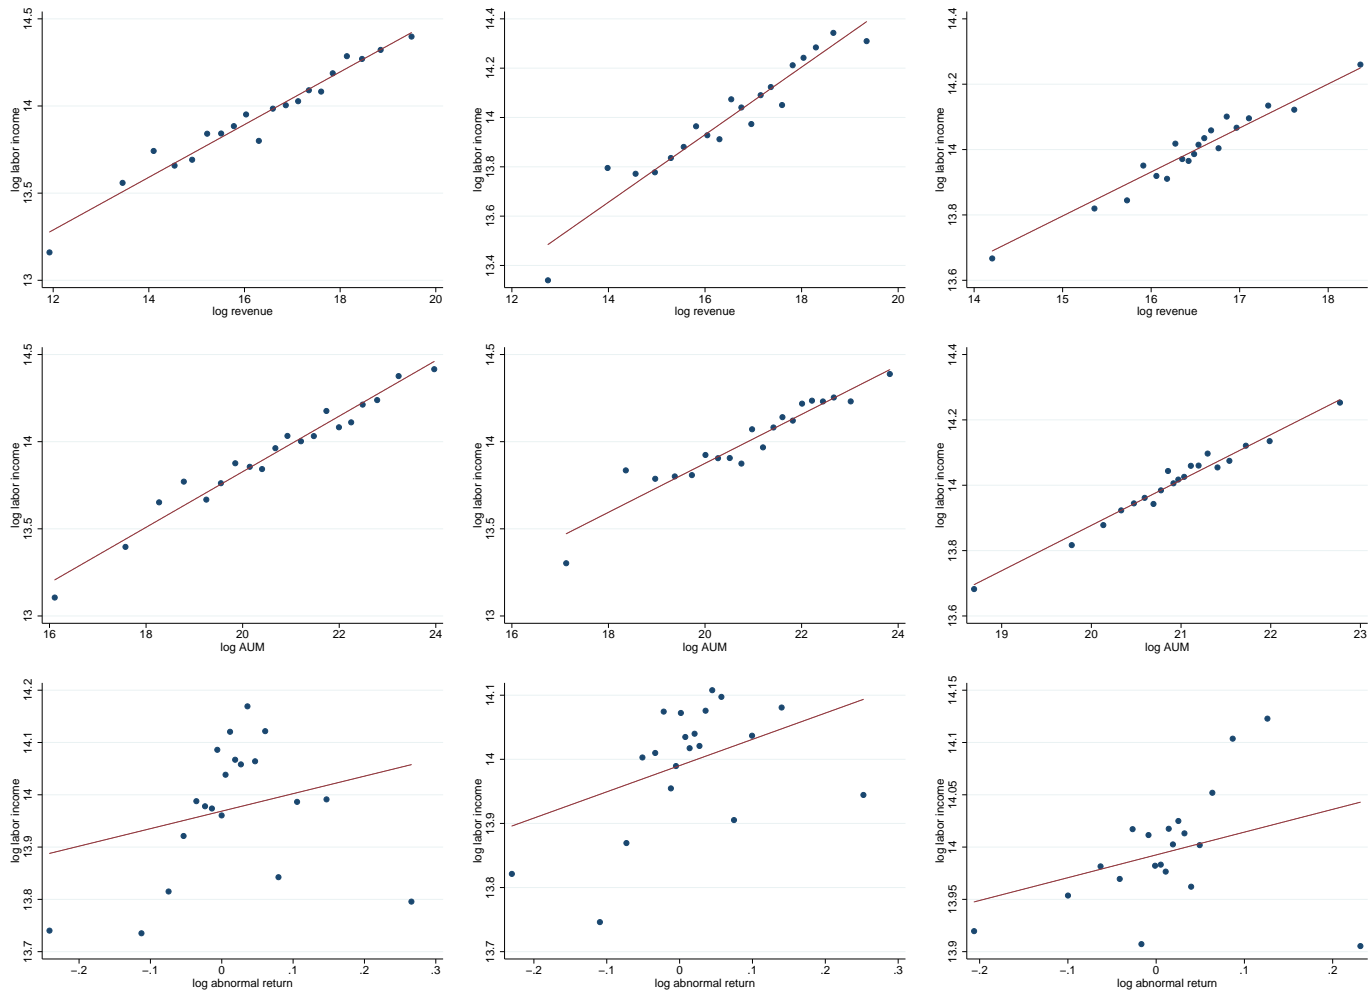 14.5
14
13.5
13
log labor income
12 14 16 18 20
log revenue
14.4
14.2
14
13.8
13.6
13.4
log labor income
12 14 16 18 20
log revenue
14.4
14.2
14
13.8
13.6
log labor income
14 15 16 17 18
log revenue
14.5
14
13.5
13
log labor income
16 18 20 22 24
log AUM
14.5
14
13.5
13
log labor income
16 18 20 22 24
log AUM
14.4
14.2
14
13.8
13.6
log labor income
19 20 21 22 23
log AUM
14.2
14.1
14
13.9
13.8
13.7
log labor income
-.2 -.1 0 .1 .2 .3
log abnormal return
14.1
14
13.9
13.8
13.7
log labor income
-.2 -.1 0 .1 .2 .3
log abnormal return
14.15
14.1
14.05
14
13.95
13.9
log labor income
-.2 -.1 0 .1 .2
log abnormal return